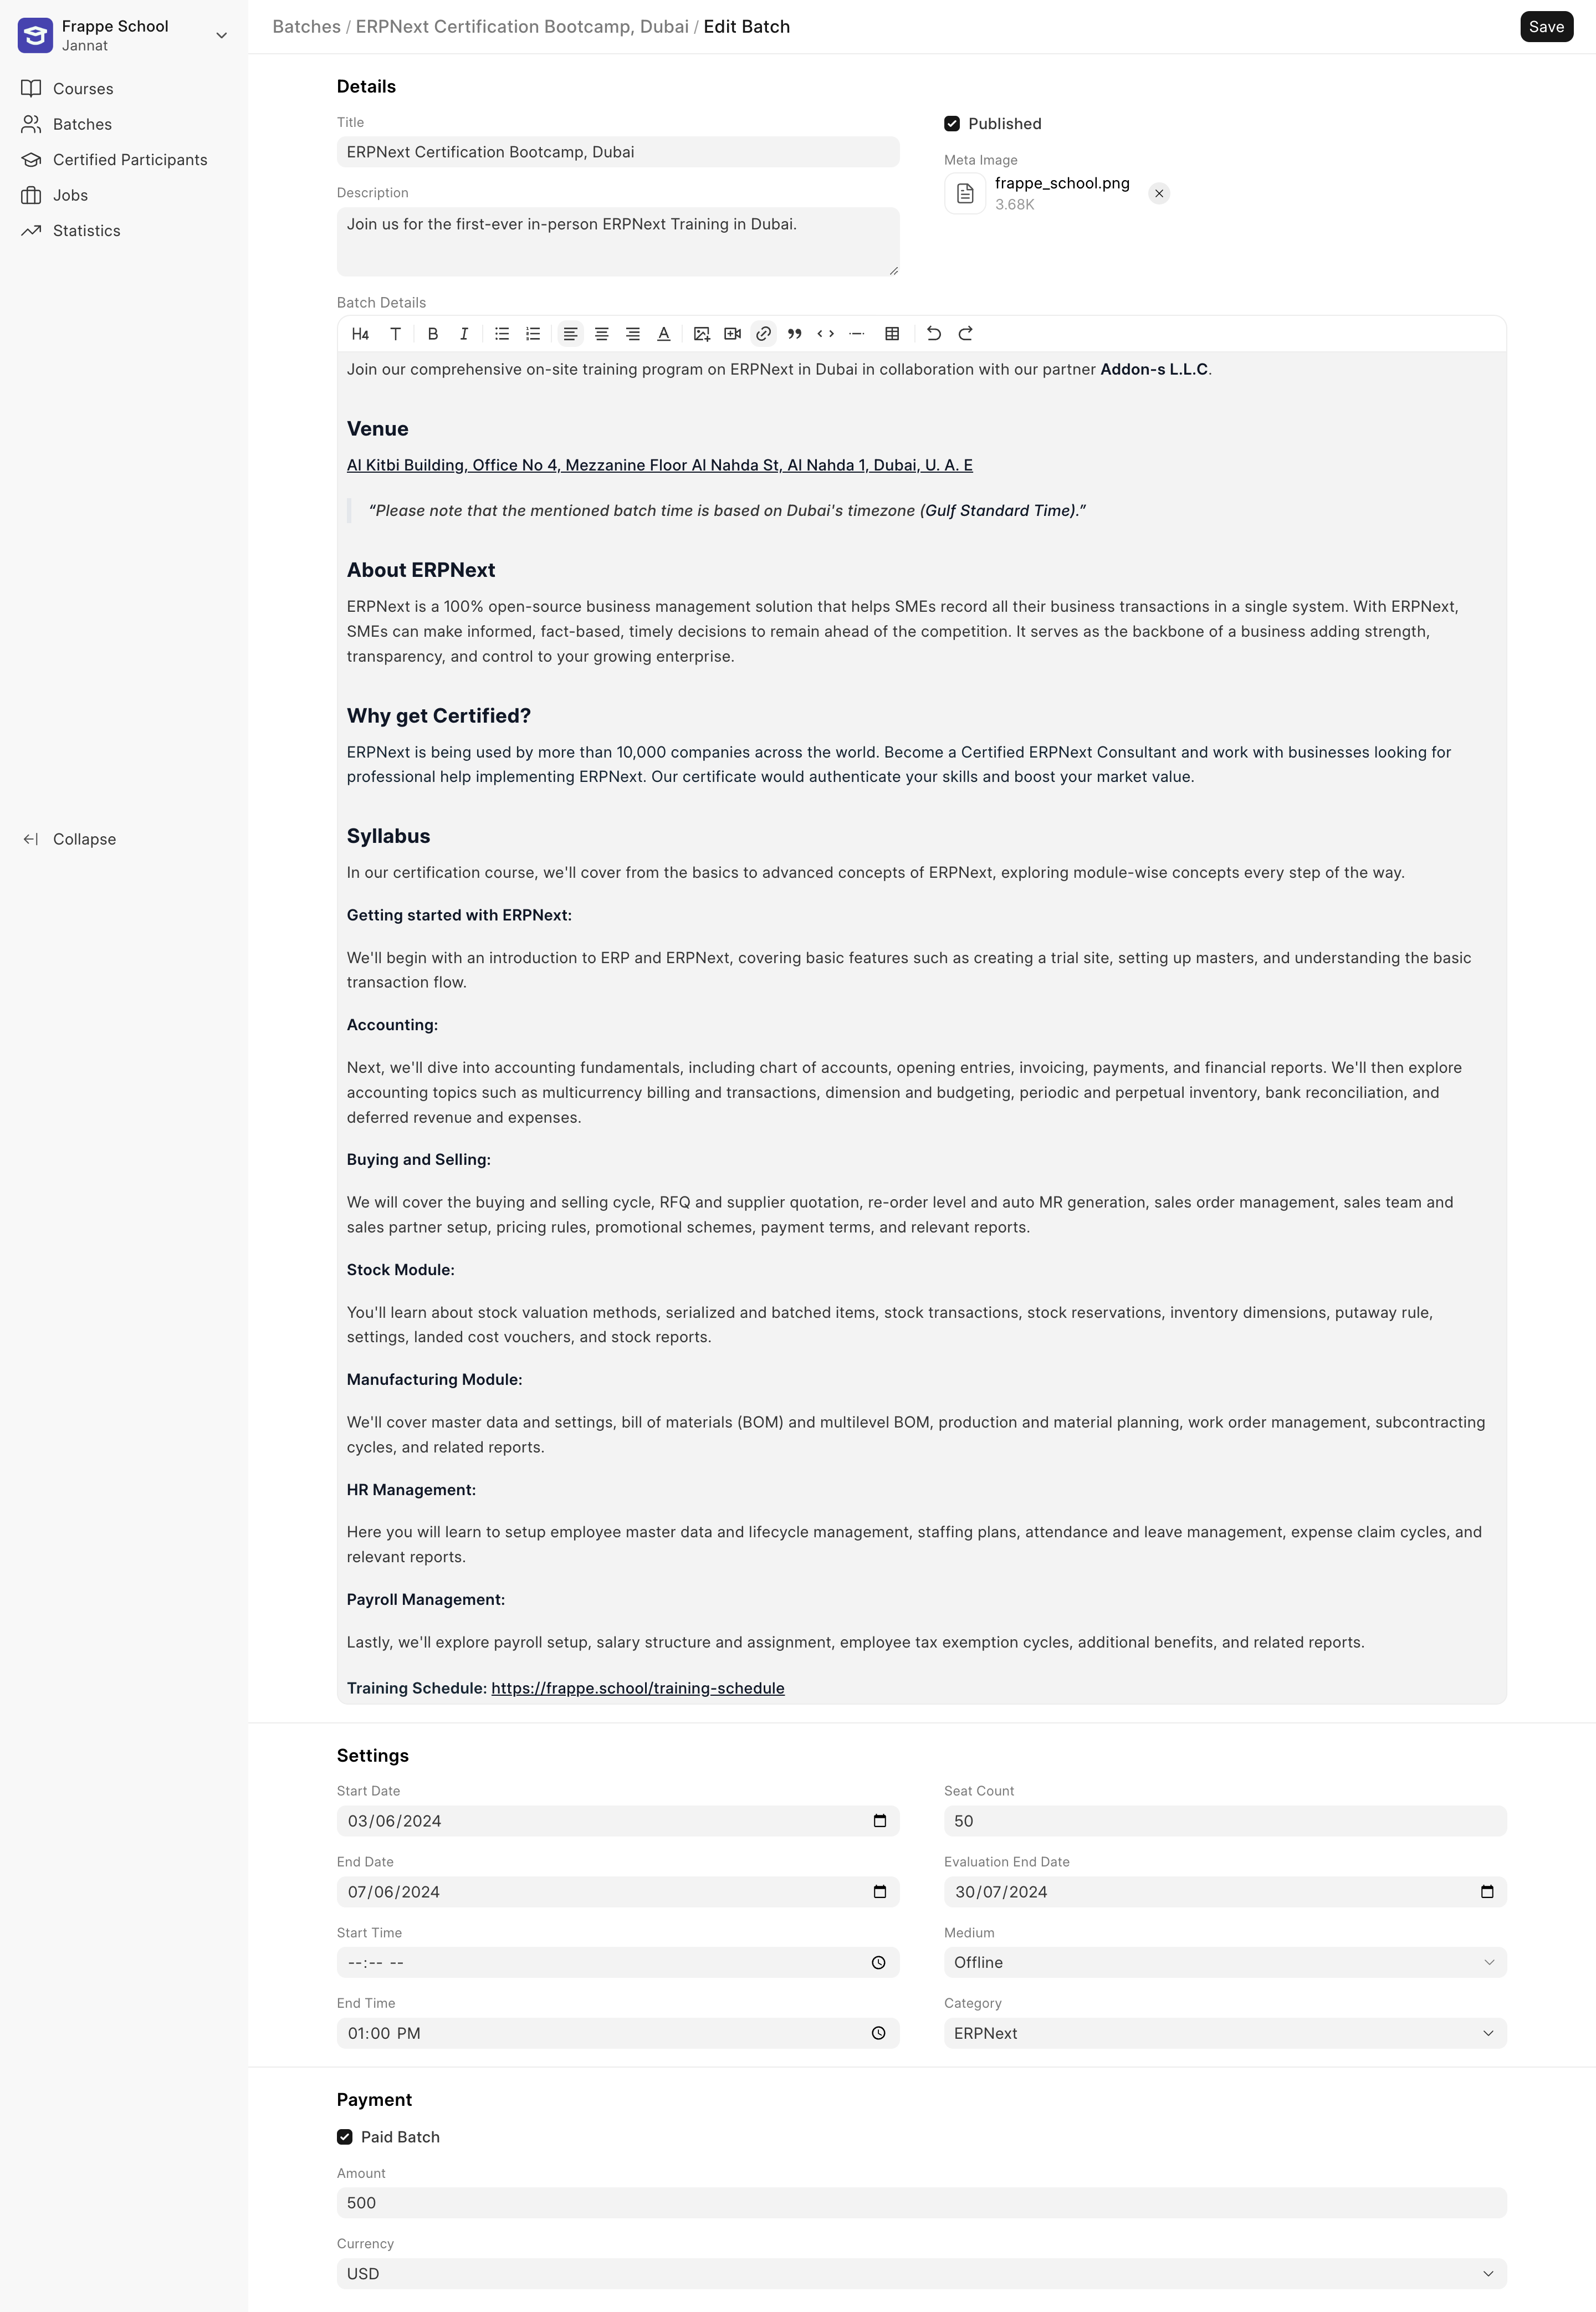 Frappe School
Jannat
Courses
Batches
Certified Participants
Jobs
Statistics
Collapse
Batches / ERPNext Certification Bootcamp, Dubai / Edit Batch
Save
Details
Title
ERPNext Certification Bootcamp, Dubai
Description
Join us for the first-ever in-person ERPNext Training in Dubai.
Published
Meta Image
frappe_school.png
3.68K
Batch Details
H4 T B I A
Join our comprehensive on-site training program on ERPNext in Dubai in collaboration with our partner Addon-s L.L.C.
Venue
Al Kitbi Building, Office No 4, Mezzanine Floor Al Nahda St, Al Nahda 1, Dubai, U. A. E
“Please note that the mentioned batch time is based on Dubai's timezone (Gulf Standard Time).”
About ERPNext
ERPNext is a 100% open-source business management solution that helps SMEs record all their business transactions in a single system. With ERPNext,
SMEs can make informed, fact-based, timely decisions to remain ahead of the competition. It serves as the backbone of a business adding strength,
transparency, and control to your growing enterprise.
Why get Certified?
ERPNext is being used by more than 10,000 companies across the world. Become a Certified ERPNext Consultant and work with businesses looking for
professional help implementing ERPNext. Our certificate would authenticate your skills and boost your market value.
Syllabus
In our certification course, we'll cover from the basics to advanced concepts of ERPNext, exploring module-wise concepts every step of the way.
Getting started with ERPNext:
We'll begin with an introduction to ERP and ERPNext, covering basic features such as creating a trial site, setting up masters, and understanding the basic
transaction flow.
Accounting:
Next, we'll dive into accounting fundamentals, including chart of accounts, opening entries, invoicing, payments, and financial reports. We'll then explore
accounting topics such as multicurrency billing and transactions, dimension and budgeting, periodic and perpetual inventory, bank reconciliation, and
deferred revenue and expenses.
Buying and Selling:
We will cover the buying and selling cycle, RFQ and supplier quotation, re-order level and auto MR generation, sales order management, sales team and
sales partner setup, pricing rules, promotional schemes, payment terms, and relevant reports.
Stock Module:
You'll learn about stock valuation methods, serialized and batched items, stock transactions, stock reservations, inventory dimensions, putaway rule,
settings, landed cost vouchers, and stock reports.
Manufacturing Module:
We'll cover master data and settings, bill of materials (BOM) and multilevel BOM, production and material planning, work order management, subcontracting
cycles, and related reports.
HR Management:
Here you will learn to setup employee master data and lifecycle management, staffing plans, attendance and leave management, expense claim cycles, and
relevant reports.
Payroll Management:
Lastly, we'll explore payroll setup, salary structure and assignment, employee tax exemption cycles, additional benefits, and related reports.
Training Schedule: https://frappe.school/training-schedule
Settings
Start Date
03/06/2024
Seat Count
50
End Date
07/06/2024
Evaluation End Date
30/07/2024
Start Time
--:-- --
Medium
Offline
End Time
01:00 PM
Category
ERPNext
Payment
Paid Batch
Amount
500
Currency
USD